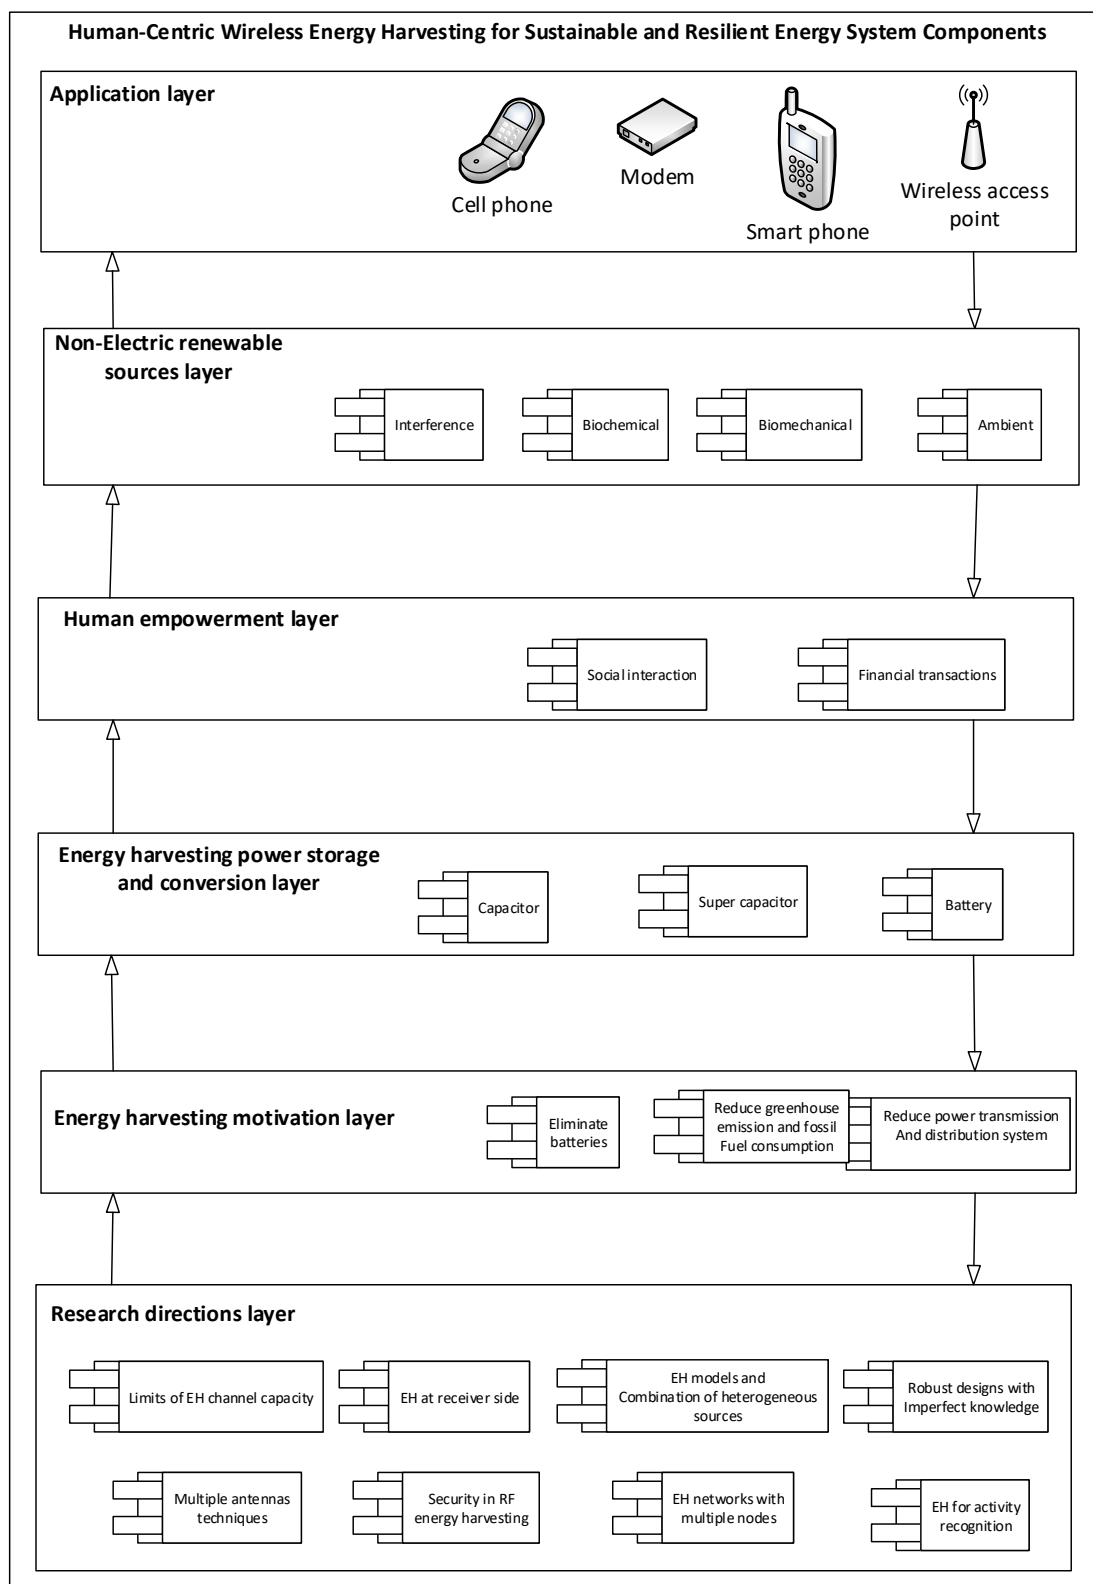 Human-Centric Wireless Energy Harvesting for Sustainable and Resilient Energy System Components
Application layer
Cell phone
Modem
Smart phone
Wireless access
point
Non-Electric renewable
sources layer
Interference
Biochemical
Biomechanical
Ambient
Human empowerment layer
Social interaction
Financial transactions
Energy harvesting power storage
and conversion layer
Capacitor
Super capacitor
Battery
Energy harvesting motivation layer
Eliminate
batteries
Reduce greenhouse
emission and fossil
Fuel consumption
Reduce power transmission
And distribution system
Research directions layer
Limits of EH channel capacity
EH at receiver side
EH models and
Combination of heterogeneous
sources
Robust designs with
Imperfect knowledge
Multiple antennas
techniques
Security in RF
energy harvesting
EH networks with
multiple nodes
EH for activity
recognition